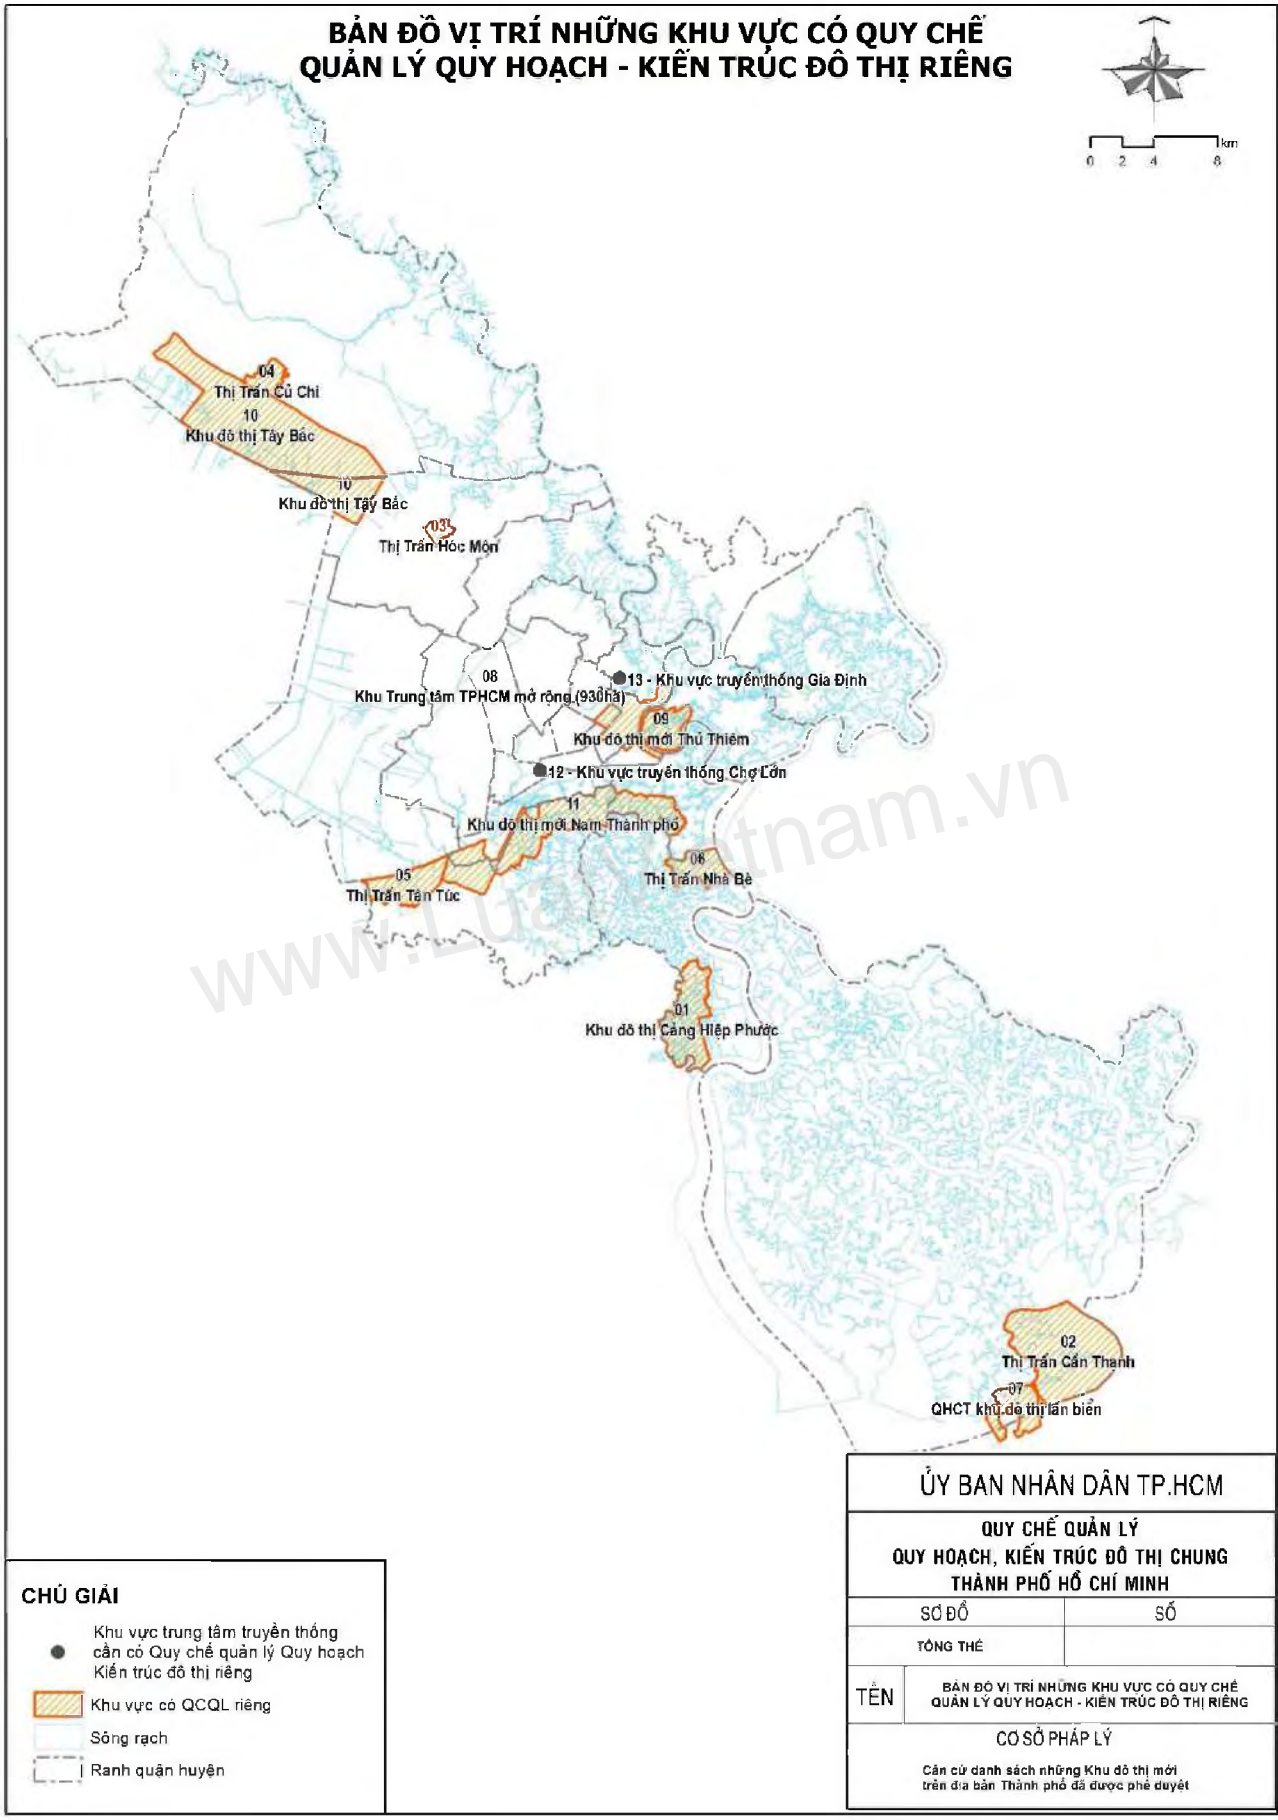 BẢN ĐỒ VỊ TRÍ NHỮNG KHU VỰC CÓ QUY CHẾ
QUẢN LÝ QUY HOẠCH - KIẾN TRÚC ĐÔ THỊ RIÊNG
km
0 2 4 8
04
Thị Trấn Củ Chi
10
Khu đô thị Tây Bắc
10
Khu đô thị Tây Bắc
03
Thị Trấn Hóc Môn
08
Khu Trung tâm TPHCM mở rộng (930ha)
13 - Khu vực truyền thống Gia Định
09
Khu đô thị mới Thủ Thiêm
12 - Khu vực truyền thống Chợ Lớn
11
Khu đô thị mới Nam Thành phố
06
Thị Trấn Nhà Bè
05
Thị Trấn Tân Túc
www.LuatVietnam.vn
01
Khu đô thị Cảng Hiệp Phước
02
Thị Trấn Cần Thạnh
07
QHCT khu đô thị lấn biển
CHÚ GIẢI
Khu vực trung tâm truyền thống
cần có Quy chế quản lý Quy hoạch
Kiến trúc đô thị riêng
Khu vực có QCQL riêng
Sông rạch
Ranh quận huyện
ỦY BAN NHÂN DÂN TP.HCM
QUY CHẾ QUẢN LÝ
QUY HOẠCH, KIẾN TRÚC ĐÔ THỊ CHUNG
THÀNH PHỐ HỒ CHÍ MINH
SƠ ĐỒ SỐ
TỔNG THỂ
TÊN
BẢN ĐỒ VỊ TRÍ NHỮNG KHU VỰC CÓ QUY CHẾ
QUẢN LÝ QUY HOẠCH - KIẾN TRÚC ĐÔ THỊ RIÊNG
CƠ SỞ PHÁP LÝ
Căn cứ danh sách những Khu đô thị mới
trên địa bàn Thành phố đã được phê duyệt